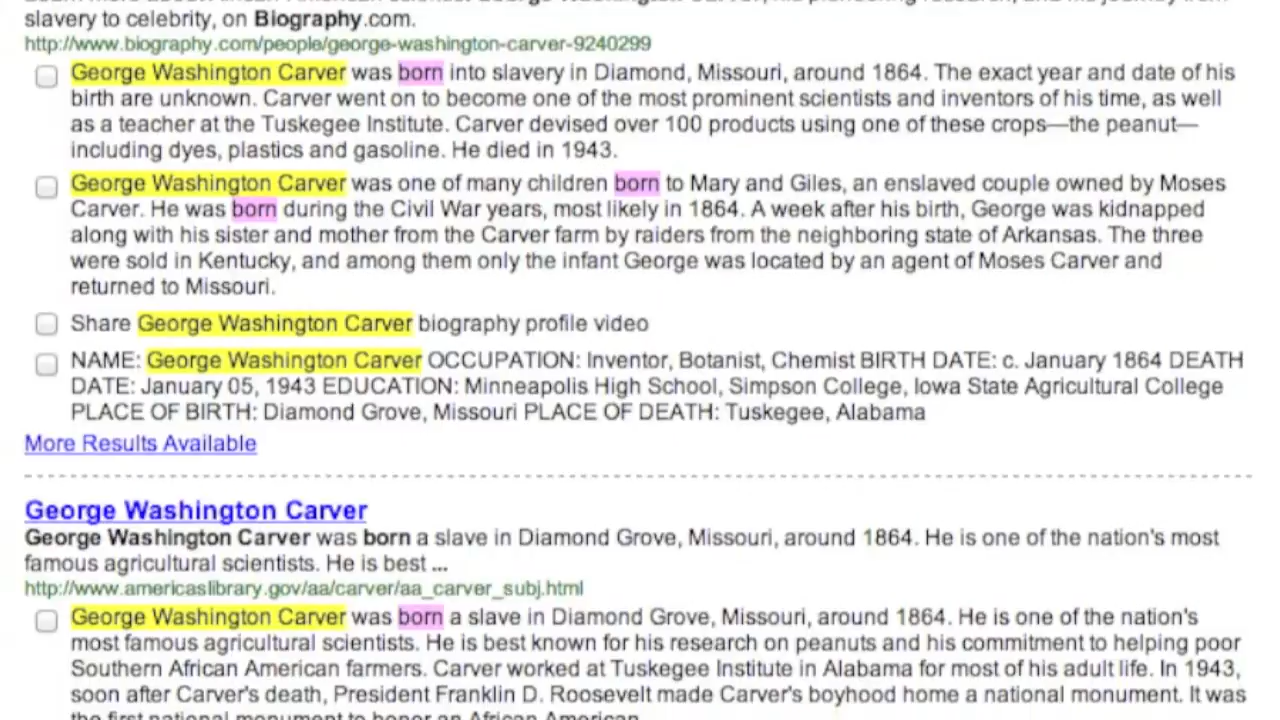 slavery to celebrity, on Biography.com.
http://www.biography.com/people/george-washington-carver-9240299
George Washington Carver was born into slavery in Diamond, Missouri, around 1864. The exact year and date of his
birth are unknown. Carver went on to become one of the most prominent scientists and inventors of his time, as well
as a teacher at the Tuskegee Institute. Carver devised over 100 products using one of these crops—the peanut—
including dyes, plastics and gasoline. He died in 1943.
George Washington Carver was one of many children born to Mary and Giles, an enslaved couple owned by Moses
Carver. He was born during the Civil War years, most likely in 1864. A week after his birth, George was kidnapped
along with his sister and mother from the Carver farm by raiders from the neighboring state of Arkansas. The three
were sold in Kentucky, and among them only the infant George was located by an agent of Moses Carver and
returned to Missouri.
Share George Washington Carver biography profile video
NAME: George Washington Carver OCCUPATION: Inventor, Botanist, Chemist BIRTH DATE: c. January 1864 DEATH
DATE: January 05, 1943 EDUCATION: Minneapolis High School, Simpson College, Iowa State Agricultural College
PLACE OF BIRTH: Diamond Grove, Missouri PLACE OF DEATH: Tuskegee, Alabama
More Results Available
George Washington Carver
George Washington Carver was born a slave in Diamond Grove, Missouri, around 1864. He is one of the nation's most
famous agricultural scientists. He is best ...
http://www.americaslibrary.gov/aa/carver/aa_carver_subj.html
George Washington Carver was born a slave in Diamond Grove, Missouri, around 1864. He is one of the nation's
most famous agricultural scientists. He is best known for his research on peanuts and his commitment to helping poor
Southern African American farmers. Carver worked at Tuskegee Institute in Alabama for most of his adult life. In 1943,
soon after Carver's death, President Franklin D. Roosevelt made Carver's boyhood home a national monument. It was
the first national monument to honor an African American.